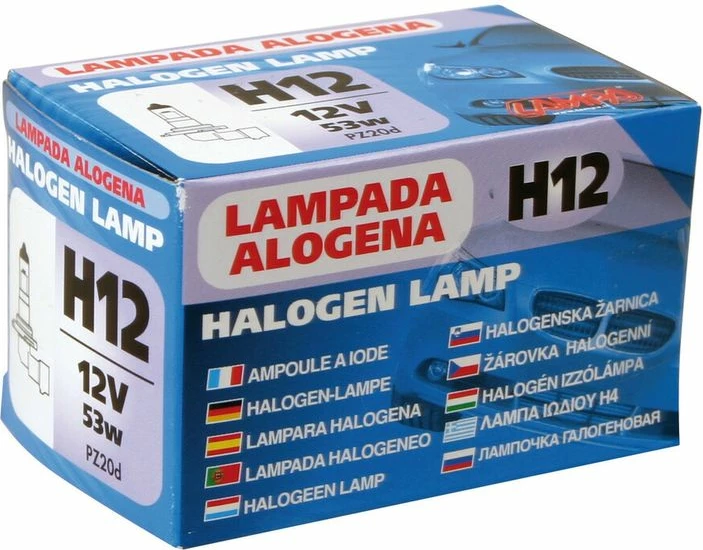 LAMPADA ALOGENA
HALOGEN LAMP
H12
12V
53w
PZ20d
LAMPA
LAMPADA ALOGENA
HALOGEN LAMP
H12
12V
53w
PZ20d
LAMPADA
ALOGENA
H12
HALOGEN LAMP
AMPOULE A IODE
HALOGEN-LAMPE
LAMPARA HALOGENA
LAMPADA HALOGENEO
HALOGEEN LAMP
HALOGENSKA ŽARNICA
ŽÁROVKA HALOGENNÍ
HALOGÉN IZZÓLÁMPA
ΛΑΜΠΑ ΙΩΔΙΟΥ H4
ЛАМПОЧКА ГАЛОГЕНОВАЯ